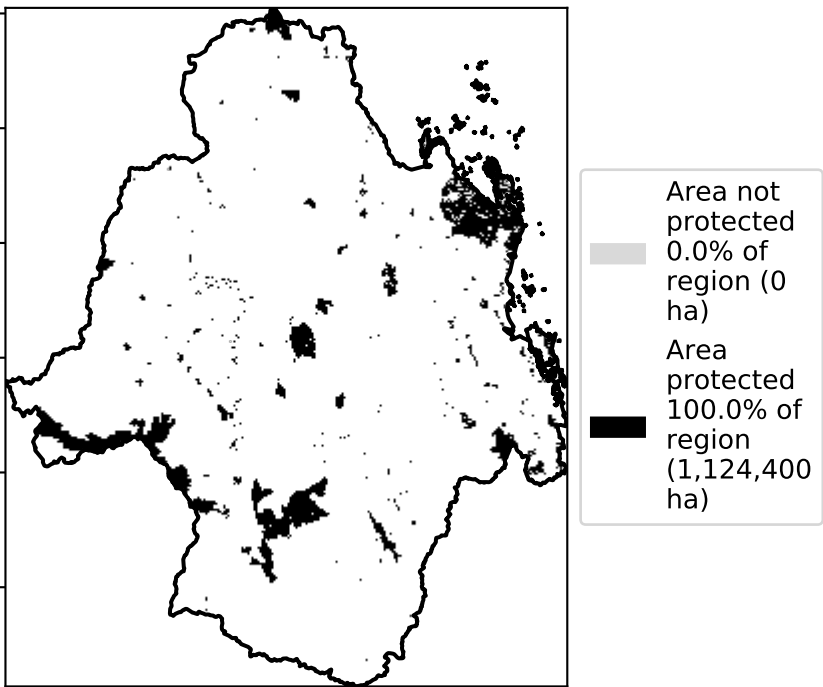 Area not
protected
0.0% of
region (0
ha)
Area
protected
100.0% of
region
(1,124,400
ha)